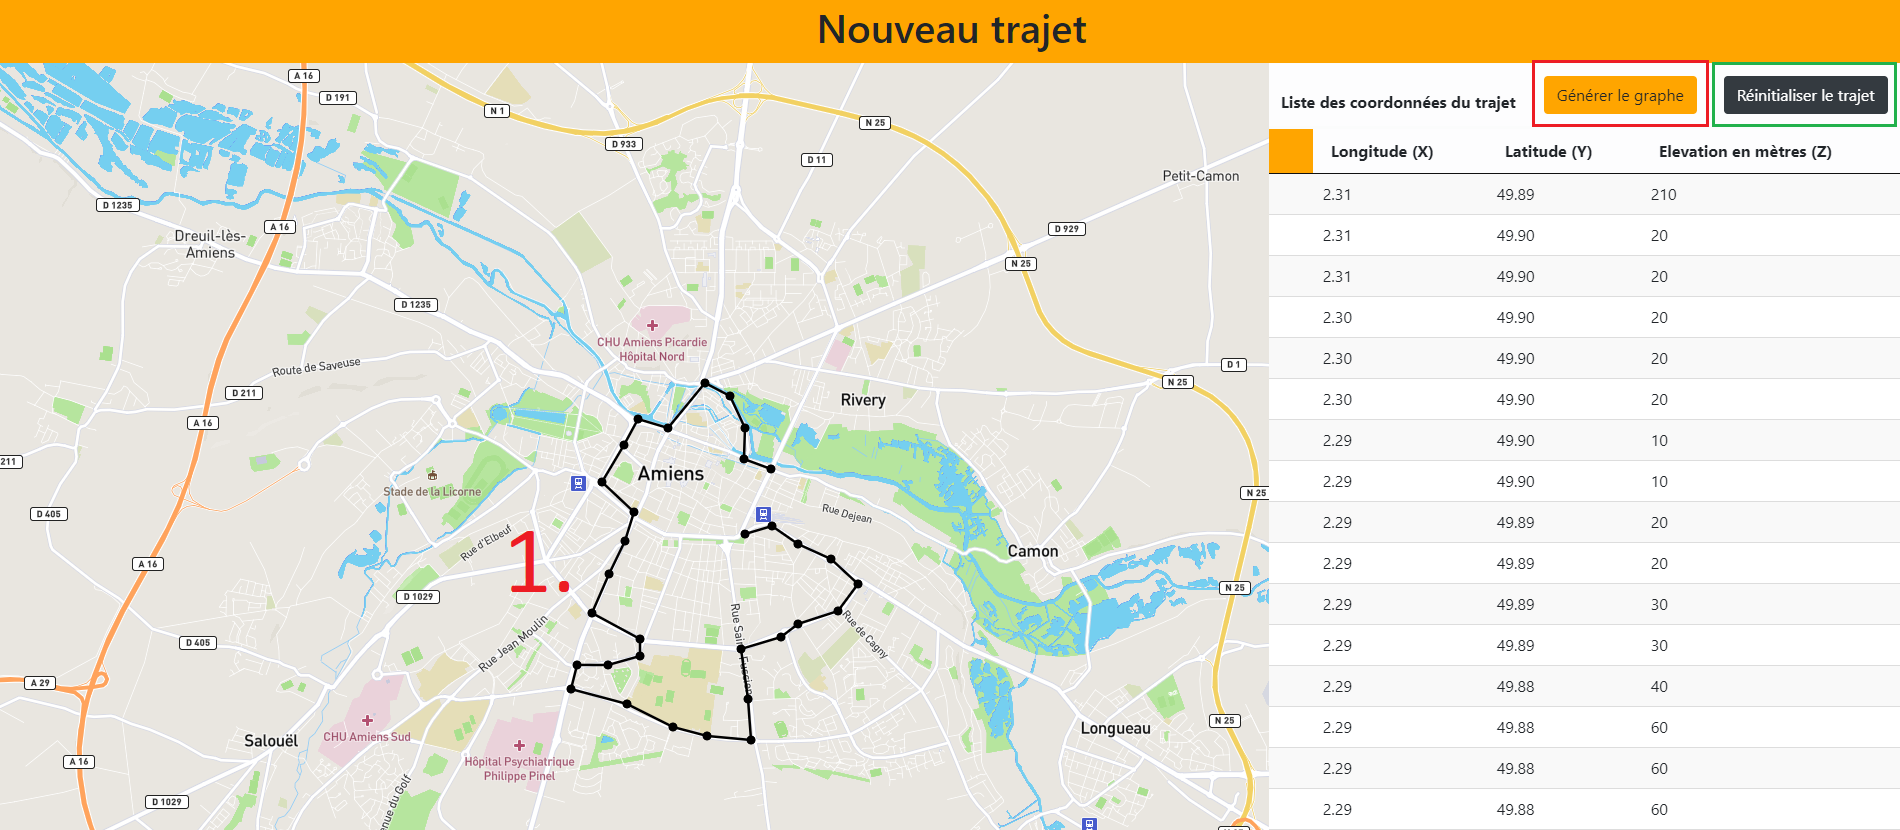 Nouveau trajet
A 16
D 191
N 1
N 25
D 933
D 11
Petit-Camon
D 1235
A 16
Dreuil-lès-
Amiens
D 929
N 25
D 1235
CHU Amiens Picardie
Hôpital Nord
Route de Saveuse
D 1
N 25
D 211
Rivery
A 16
211
Amiens
Stade de la Licorne
N 25
D 405
Rue Dejean
Rue d'Elbeuf
1.
Camon
A 16
D 1029
N 25
Rue Jean Moulin
Rue Saint-Fuscien
Rue de Cagny
D 405
A 29
CHU Amiens Sud
Salouël
Longueau
N 25
Hôpital Psychiatrique
Philippe Pinel
A 16
D 1029
enue du Golf
Liste des coordonnées du trajet
Générer le graphe
Réinitialiser le trajet
Longitude (X) Latitude (Y) Elevation en mètres (Z)
2.31 49.89 210
2.31 49.90 20
2.31 49.90 20
2.30 49.90 20
2.30 49.90 20
2.30 49.90 20
2.29 49.90 10
2.29 49.90 10
2.29 49.89 20
2.29 49.89 20
2.29 49.89 30
2.29 49.89 30
2.29 49.88 40
2.29 49.88 60
2.29 49.88 60
2.29 49.88 60